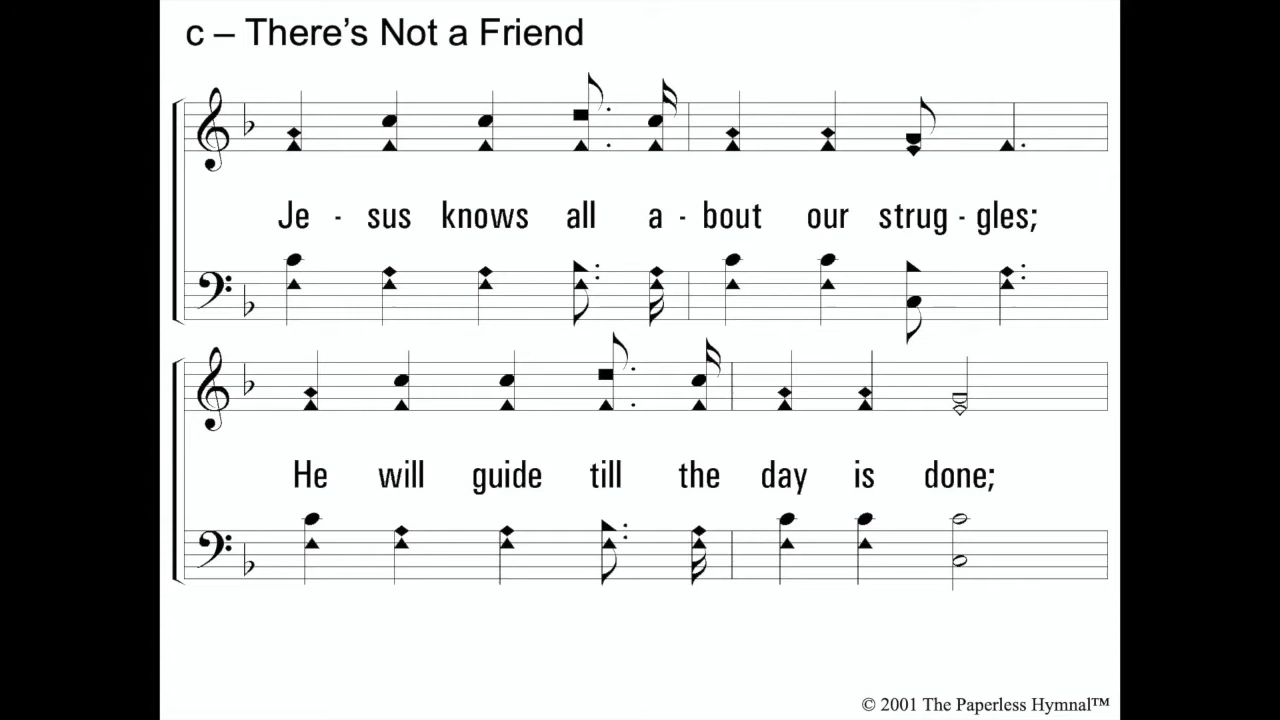 c – There's Not a Friend
Je - sus knows all a - bout our strug - gles;
He will guide till the day is done;
© 2001 The Paperless Hymnal™